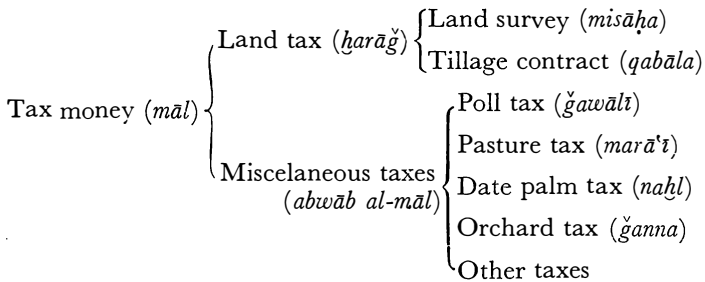 Land survey (misāḥa)
Land tax (ḫarāǧ)
Tillage contract (qabāla)
Tax money (māl)
Poll tax (ǧawālī)
Pasture tax (marāʿī)
Miscelaneous taxes
(abwāb al-māl)
Date palm tax (naḫl)
Orchard tax (ǧanna)
Other taxes